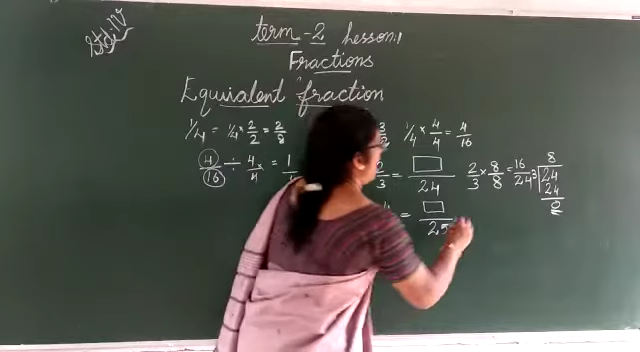 Std: IV
term - 2 Lesson: 1
Fractions
Equivalent fraction
1/4 = 1/4 × 2/2 = 2/8
1/4 × 4/4 = 4/16
4/16 ÷ 4/4 = 1/
2/3 = □/24 2/3 × 8/8 = 16/24
8
3 24
24
0
= □/25